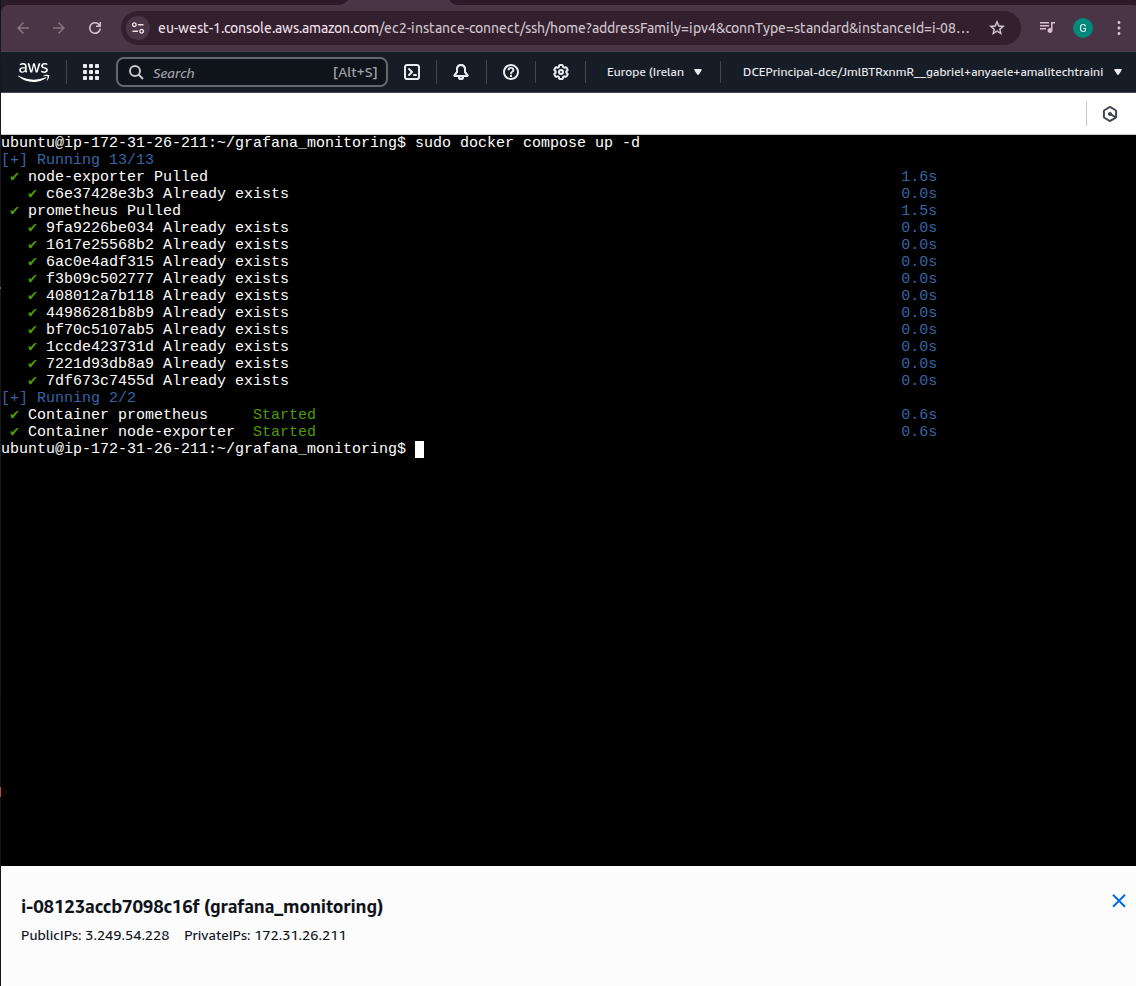 eu-west-1.console.aws.amazon.com/ec2-instance-connect/ssh/home?addressFamily=ipv4&connType=standard&instanceId=i-08... G
aws Search [Alt+S] Europe (Irelan DCEPrincipal-dce/JmlBTRxnmR__gabriel+anyaele+amalitechtraini
ubuntu@ip-172-31-26-211:~/grafana_monitoring$ sudo docker compose up -d
[+] Running 13/13
✔ node-exporter Pulled 1.6s
✔ c6e37428e3b3 Already exists 0.0s
✔ prometheus Pulled 1.5s
✔ 9fa9226be034 Already exists 0.0s
✔ 1617e25568b2 Already exists 0.0s
✔ 6ac0e4adf315 Already exists 0.0s
✔ f3b09c502777 Already exists 0.0s
✔ 408012a7b118 Already exists 0.0s
✔ 44986281b8b9 Already exists 0.0s
✔ bf70c5107ab5 Already exists 0.0s
✔ 1ccde423731d Already exists 0.0s
✔ 7221d93db8a9 Already exists 0.0s
✔ 7df673c7455d Already exists 0.0s
[+] Running 2/2
✔ Container prometheus Started 0.6s
✔ Container node-exporter Started 0.6s
ubuntu@ip-172-31-26-211:~/grafana_monitoring$
i-08123accb7098c16f (grafana_monitoring)
PublicIPs: 3.249.54.228 PrivateIPs: 172.31.26.211